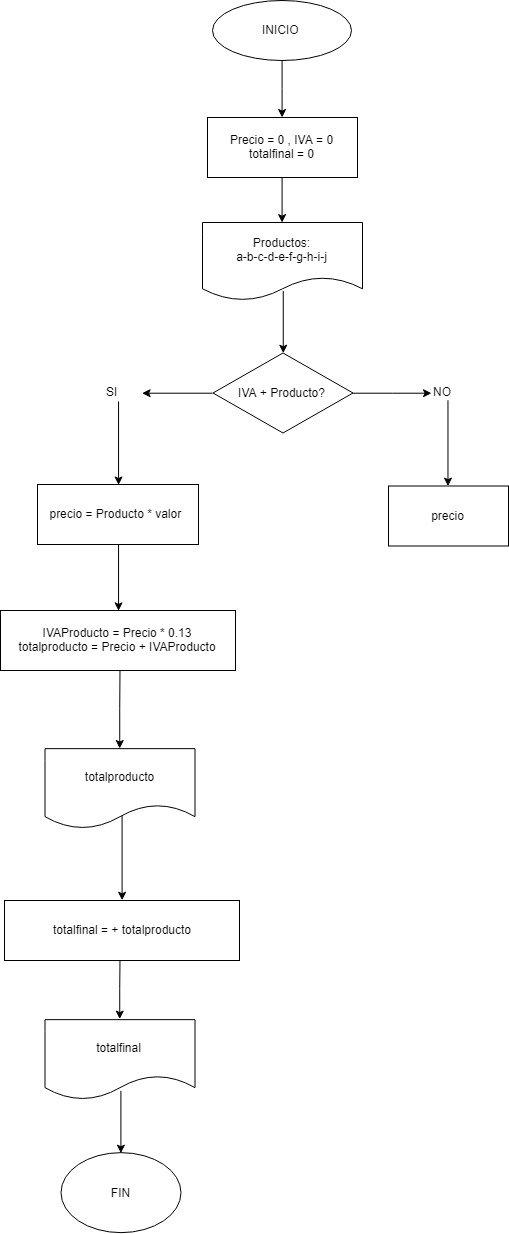 INICIO
Precio = 0 , IVA = 0
totalfinal = 0
Productos:
a-b-c-d-e-f-g-h-i-j
SI
IVA + Producto?
NO
precio = Producto * valor
precio
IVAProducto = Precio * 0.13
totalproducto = Precio + IVAProducto
totalproducto
totalfinal = + totalproducto
totalfinal
FIN